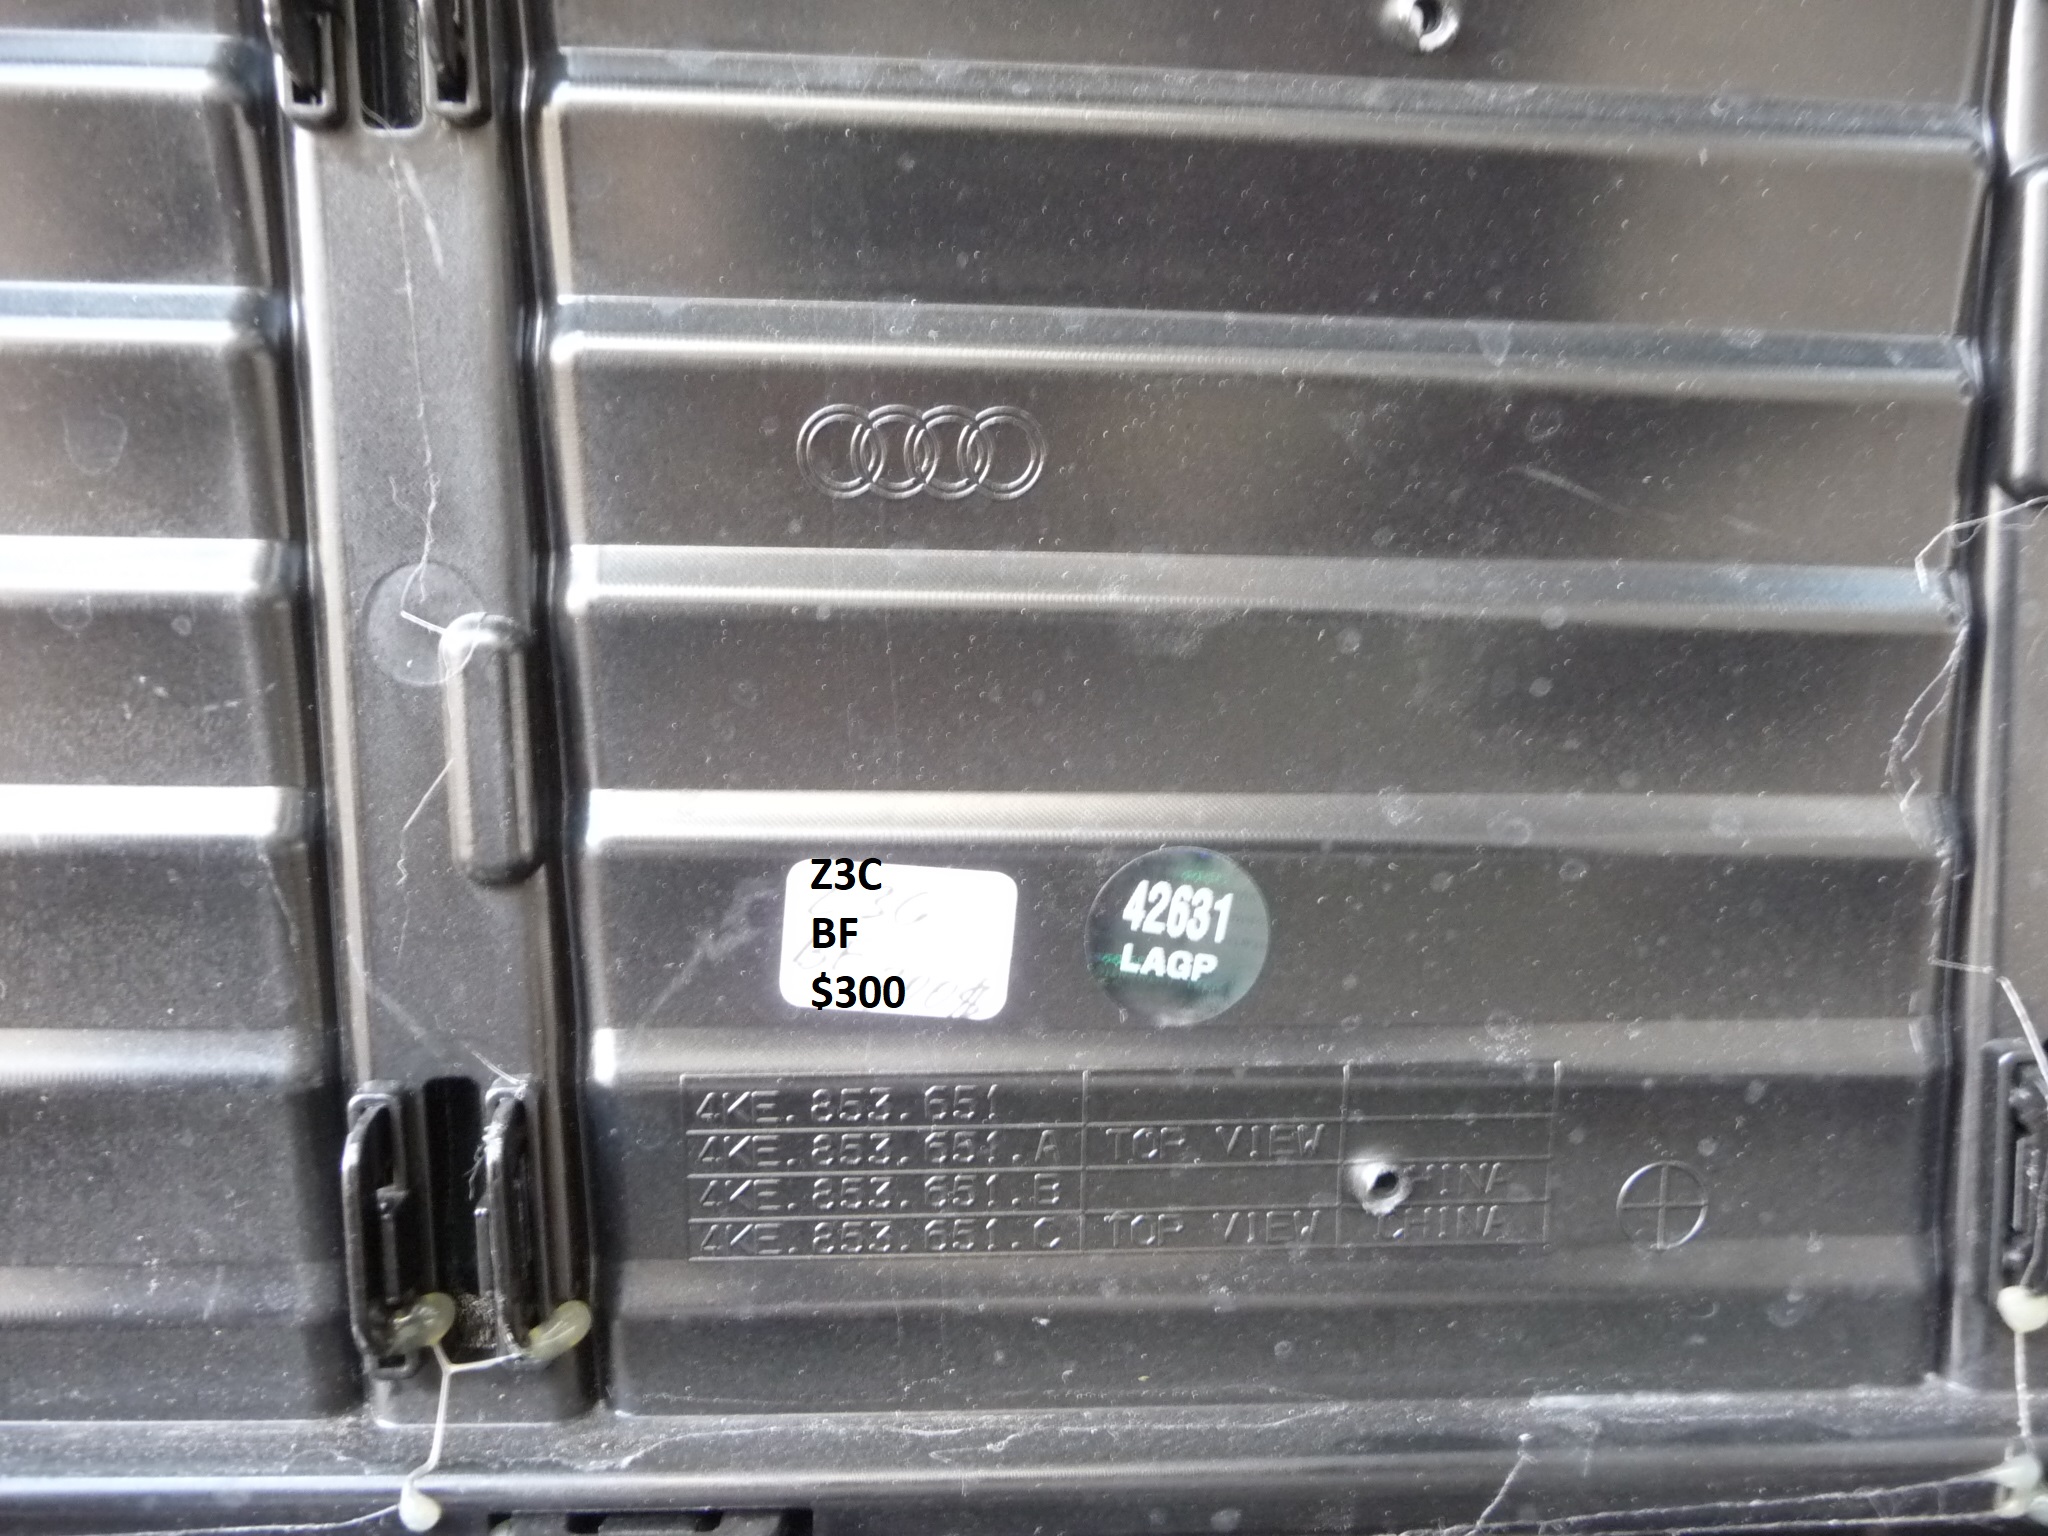 Z3C
BF
$300
42631
LAGP
4KE.853.651
4KE.853.651.A TOP VIEW
4KE.853.651.B HINA
4KE.853.651.C TOP VIEW CHINA